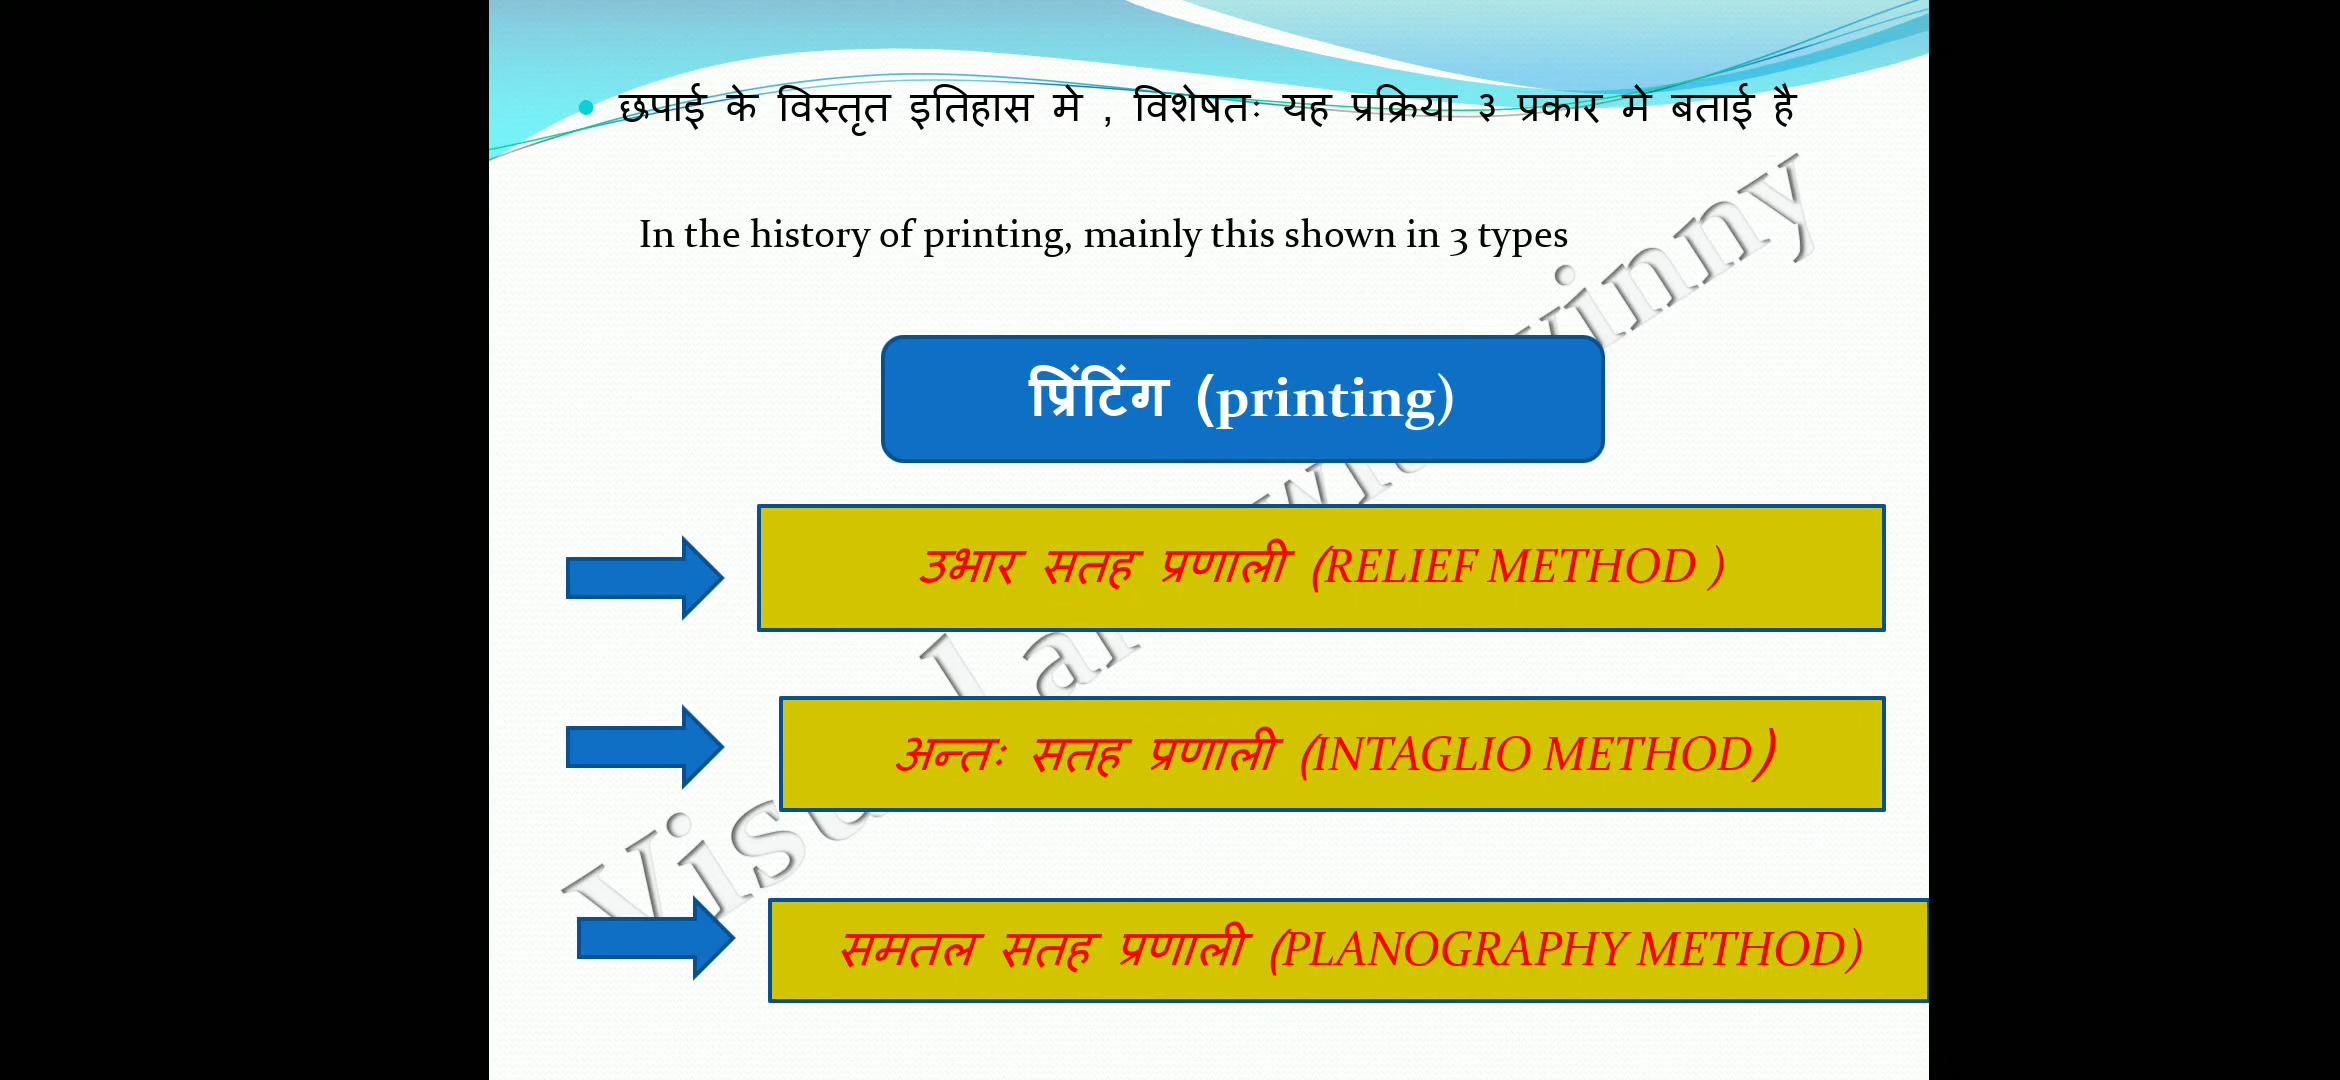 छपाई के विस्तृत इतिहास मे , विशेषतः यह प्रक्रिया ३ प्रकार मे बताई है
In the history of printing, mainly this shown in 3 types
प्रिंटिंग (printing)
उभार सतह प्रणाली (RELIEF METHOD )
अन्तः सतह प्रणाली (INTAGLIO METHOD)
समतल सतह प्रणाली (PLANOGRAPHY METHOD)